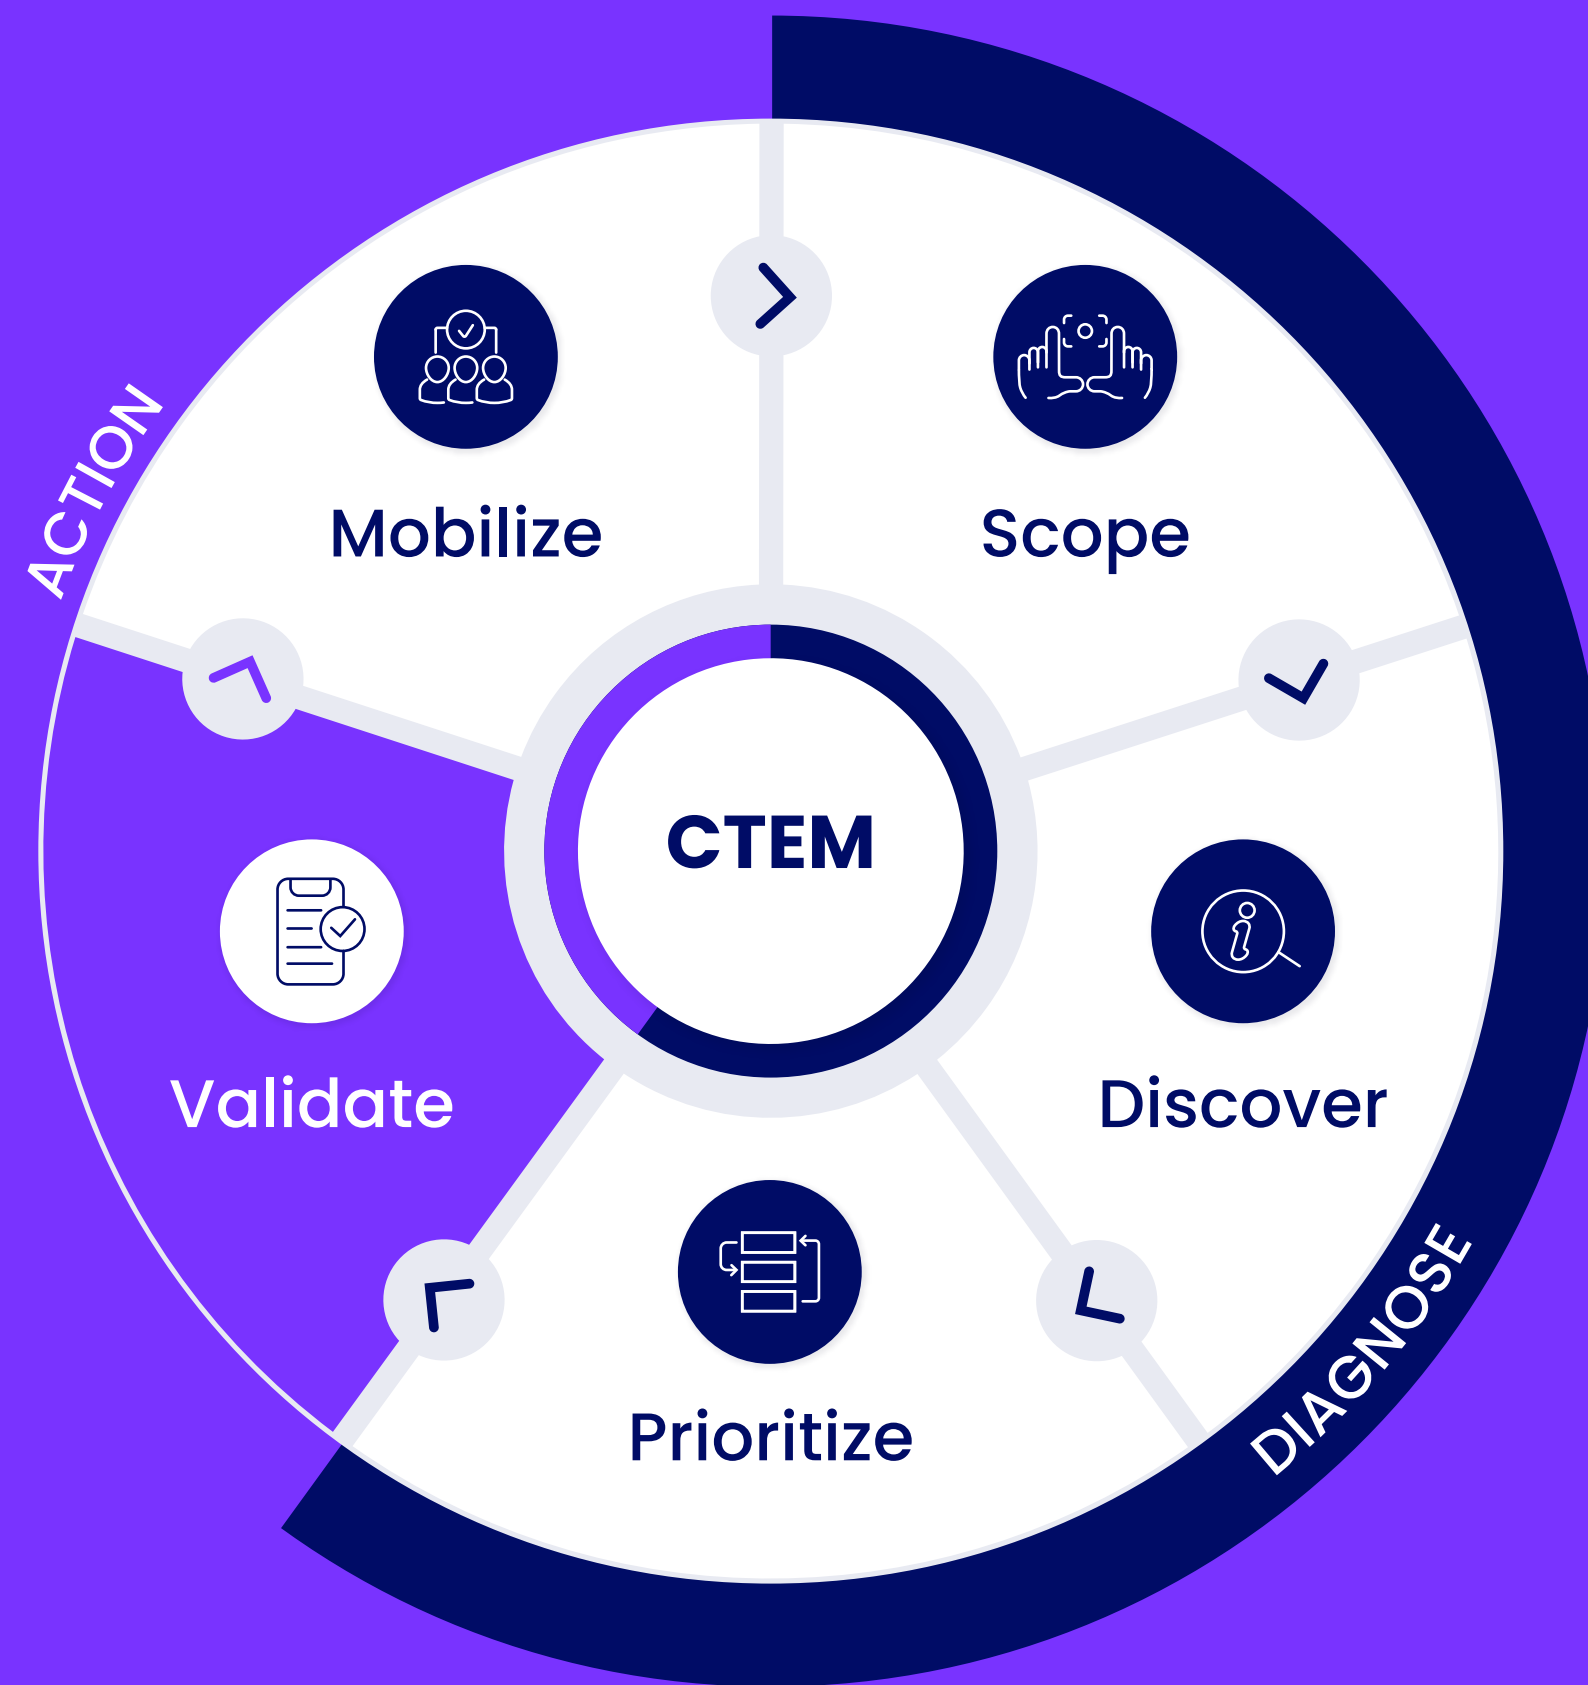 ACTION
Mobilize
Scope
CTEM
Validate
Discover
Prioritize
DIAGNOSE